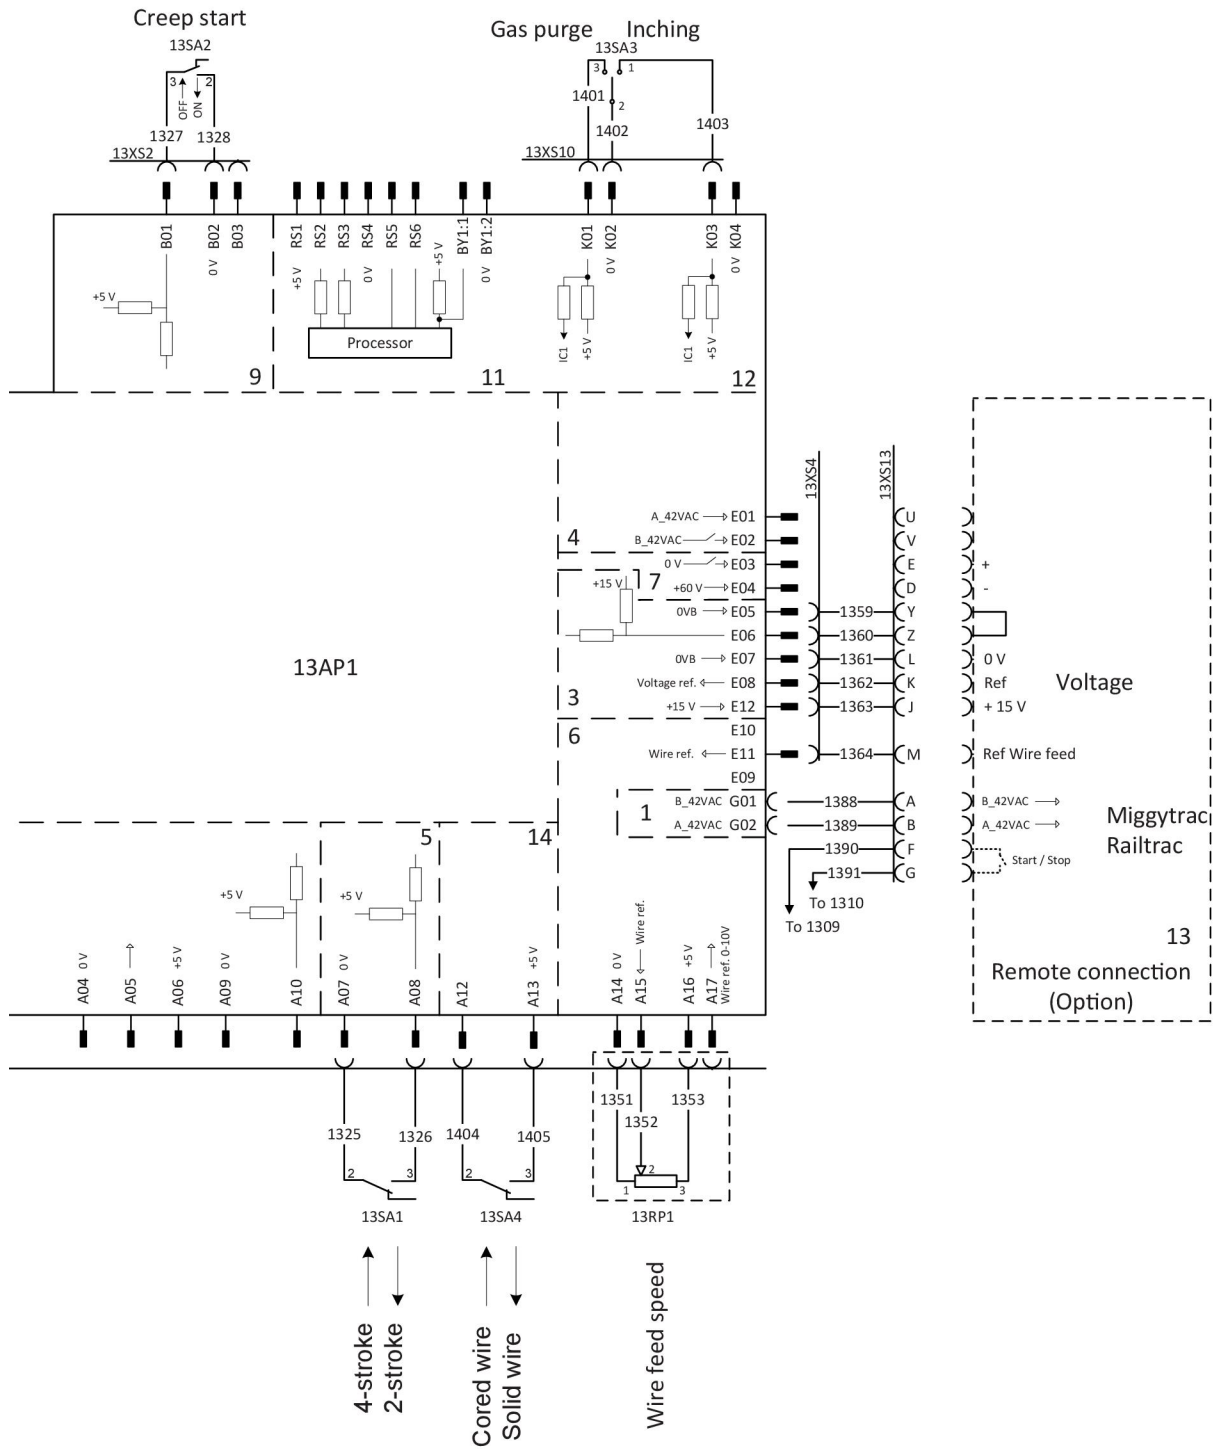 Creep start
Gas purge Inching
13SA2
13SA3
3 2
3 1
OFF
ON
1401
2
1327 1328
1402
1403
13XS2
13XS10
B01
B02
B03
0 V
RS1
RS2
RS3
RS4
RS5
RS6
BY1:1
BY1:2
+5 V
0 V
+5 V
0 V
K01
K02
0 V
K03
K04
0 V
+5 V
Processor
IC1
+5 V
IC1
+5 V
9
11
12
13XS4
13XS13
A_42VAC E01
U
4
B_42VAC E02
V
0 V E03
E +
7
+15 V
+60 V E04
D -
0VB E05
1359 Y
E06
1360 Z
13AP1
0VB E07
1361 L 0 V
3
Voltage ref. E08
1362 K Ref
Voltage
+15 V E12
1363 J + 15 V
6
E10
Wire ref. E11
1364 M Ref Wire feed
E09
1
B_42VAC G01
1388 A B_42VAC
A_42VAC G02
1389 B A_42VAC
Miggytrac
Railtrac
5
14
1390 F
Start / Stop
1391 G
To 1310
To 1309
+5 V
+5 V
13
Remote connection
(Option)
A04 0 V
A05
A06 +5 V
A09 0 V
A10
A07 0 V
A08
A12
A13 +5 V
A14 0 V
A15 Wire ref.
A16 +5 V
A17 Wire ref. 0-10V
1351
1353
1352
1325 1326 1404 1405
2 3
2 3
2
1 3
13SA1
13SA4
13RP1
4-stroke
2-stroke
Cored wire
Solid wire
Wire feed speed